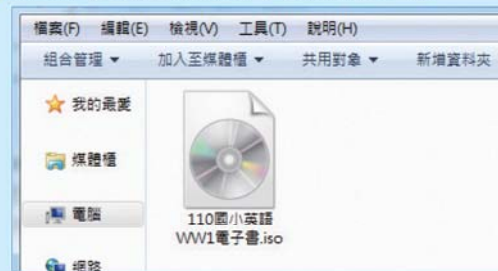 檔案(F) 編輯(E) 檢視(V) 工具(T) 說明(H)
組合管理 ▼ 加入至媒體櫃 ▼ 共用對象 ▼ 新增資料夾
我的最愛
媒體櫃
電腦
網路
110國小英語
WW1電子書.iso